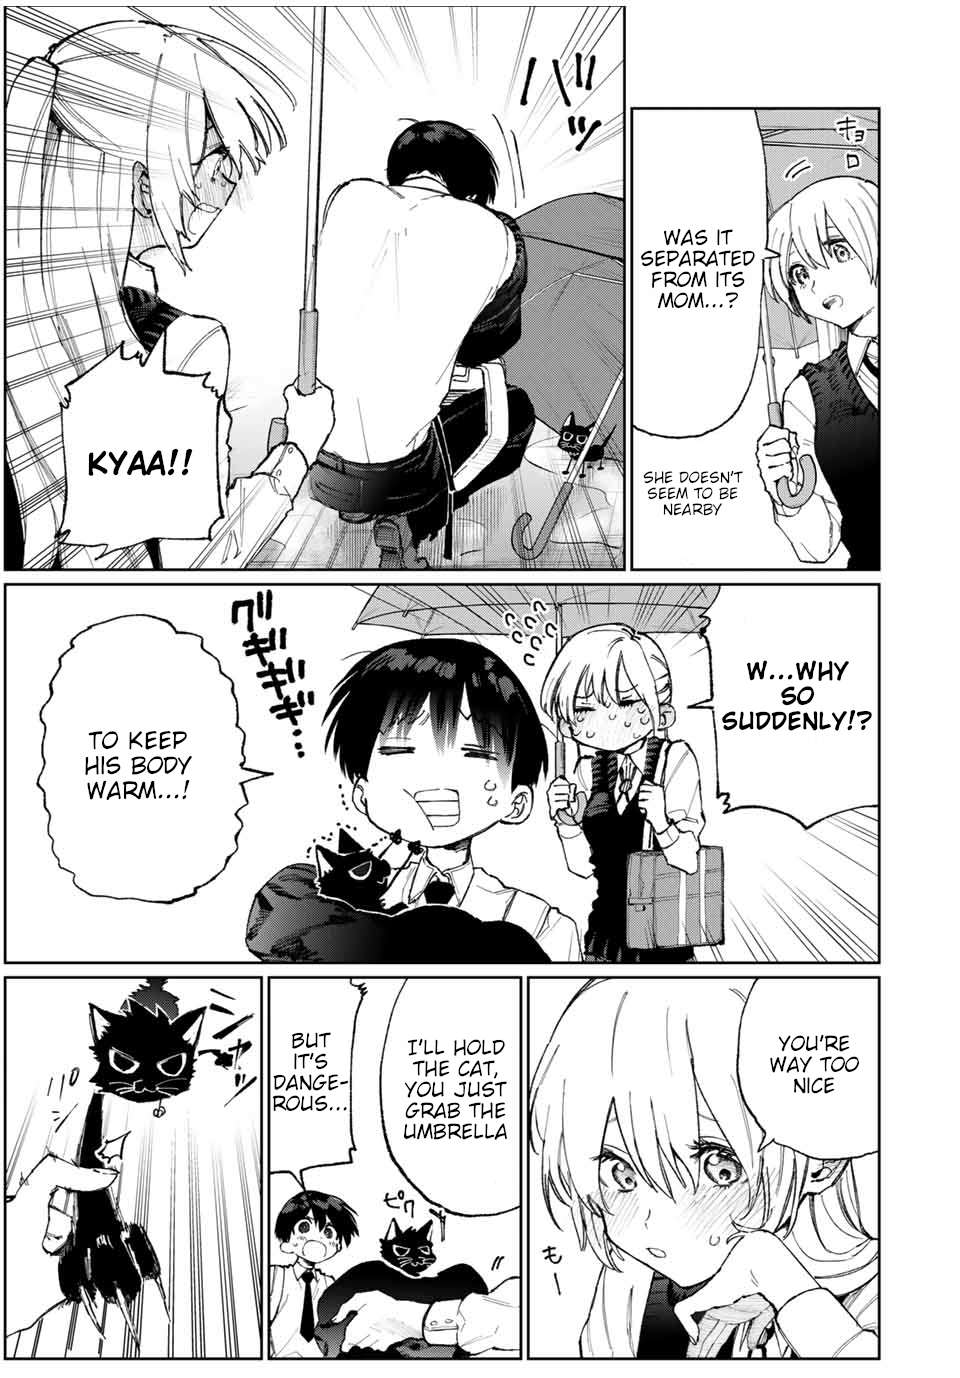 キョ
ロ
WAS IT
SEPARATED
FROM ITS
MOM...?
SHE DOESN'T
SEEM TO BE
NEARBY
バッ
KYAA!!
W...WHY
SO
SUDDENLY!?
グギギギ...
TO KEEP
HIS BODY
WARM...!
YOU'RE
WAY TOO
NICE
もー
I'LL HOLD
THE CAT,
YOU JUST
GRAB THE
UMBRELLA
BUT
IT'S
DANGE-
ROUS...
ピクッ